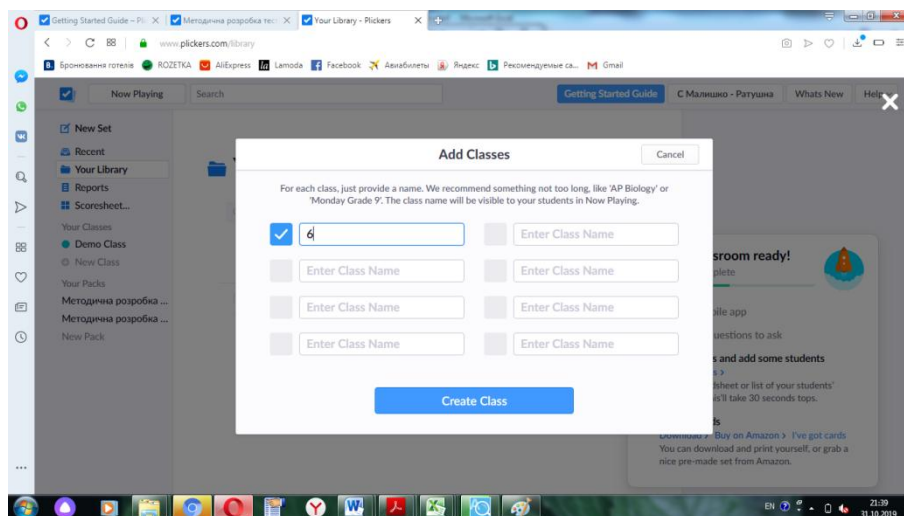 Getting Started Guide – Pli
Методична розробка тест
Your Library - Plickers
www.plickers.com/library
Бронювання готелів
ROZETKA
AliExpress
Lamoda
Facebook
Авиабилеты
Яндекс
Рекомендуемые са...
Gmail
Now Playing
Search
Getting Started Guide
С Малишко - Ратушна
Whats New
Help
New Set
Recent
Your Library
Reports
Scoresheet...
Your Classes
Demo Class
New Class
Your Packs
Методична розробка ...
Методична розробка ...
New Pack
Add Classes
Cancel
For each class, just provide a name. We recommend something not too long, like 'AP Biology' or
'Monday Grade 9'. The class name will be visible to your students in Now Playing.
6
Enter Class Name
Enter Class Name
Enter Class Name
Enter Class Name
Enter Class Name
Enter Class Name
Enter Class Name
Create Class
sroom ready!
plete
bile app
uestions to ask
s and add some students
dsheet or list of your students'
is'll take 30 seconds tops.
ds
Download
Buy on Amazon
I've got cards
You can download and print yourself, or grab a
nice pre-made set from Amazon.
EN
21:39
31.10.2019